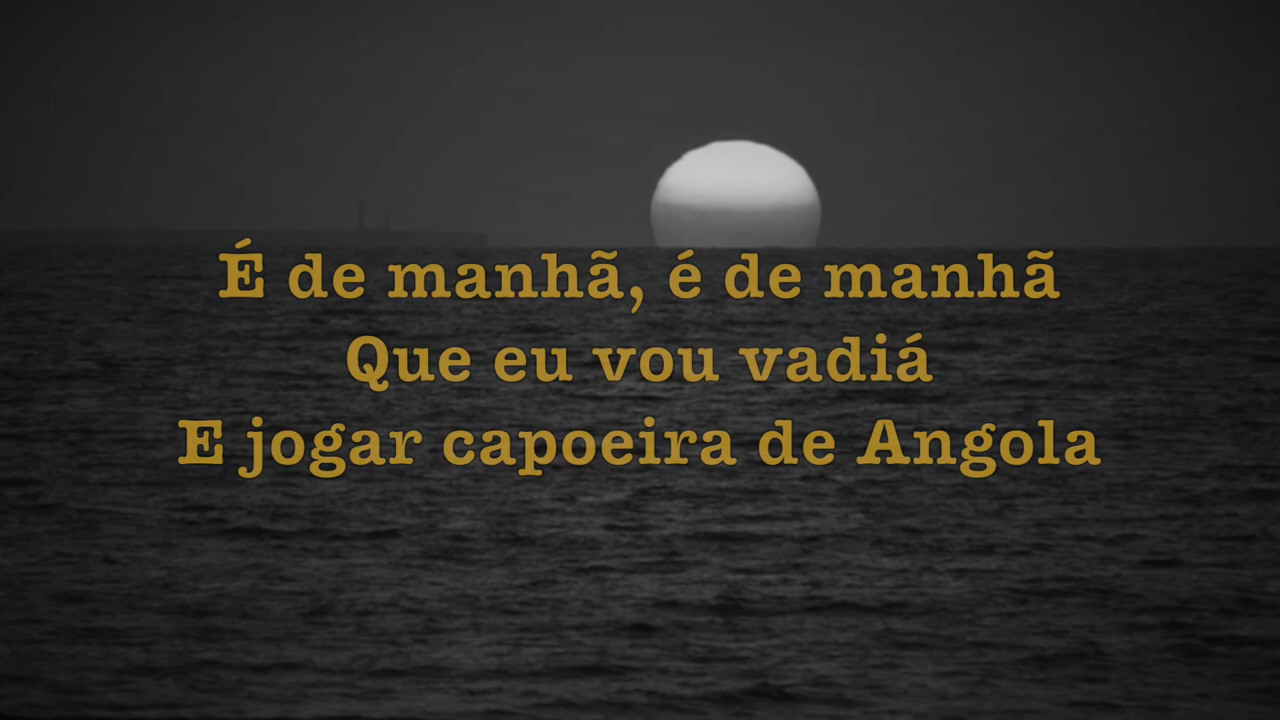 É de manhã, é de manhã
Que eu vou vadiá
E jogar capoeira de Angola